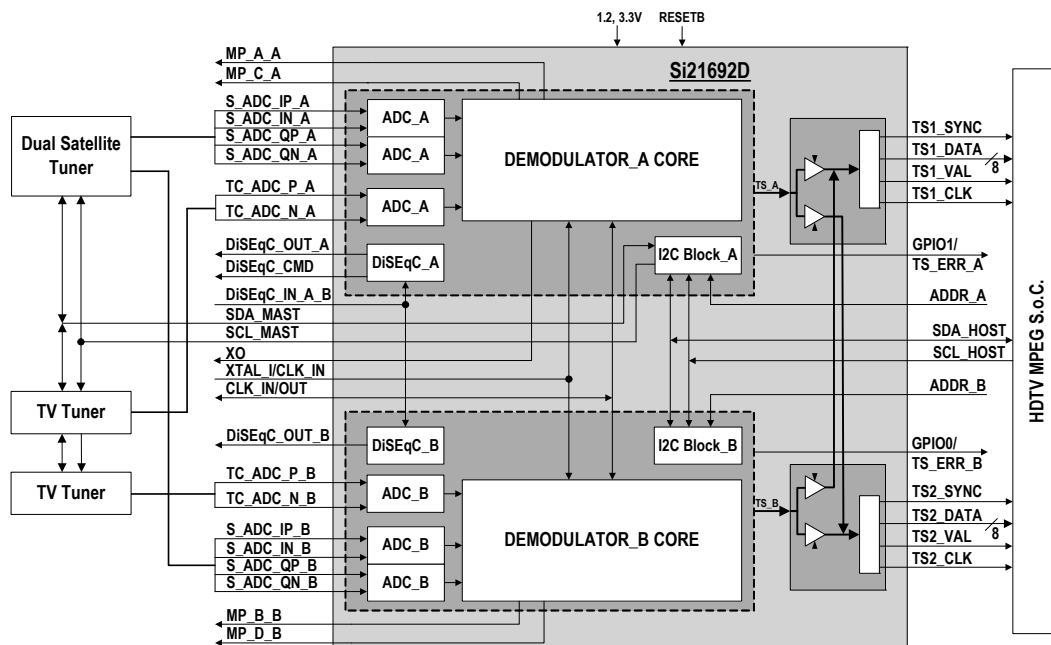 1.2, 3.3V
RESETB
Si21692D
MP_A_A
MP_C_A
S_ADC_IP_A
S_ADC_IN_A
S_ADC_QP_A
S_ADC_QN_A
TC_ADC_P_A
TC_ADC_N_A
DiSEqC_OUT_A
DiSEqC_CMD
DiSEqC_IN_A_B
SDA_MAST
SCL_MAST
XO
XTAL_I/CLK_IN
CLK_IN/OUT
DiSEqC_OUT_B
TC_ADC_P_B
TC_ADC_N_B
S_ADC_IP_B
S_ADC_IN_B
S_ADC_QP_B
S_ADC_QN_B
MP_B_B
MP_D_B
Dual Satellite
Tuner
TV Tuner
TV Tuner
ADC_A
ADC_A
ADC_A
DiSEqC_A
DEMODULATOR_A CORE
I2C Block_A
TS_A
DiSEqC_B
I2C Block_B
ADC_B
ADC_B
ADC_B
DEMODULATOR_B CORE
TS_B
TS1_SYNC
TS1_DATA
8
TS1_VAL
TS1_CLK
GPIO1/
TS_ERR_A
ADDR_A
SDA_HOST
SCL_HOST
ADDR_B
GPIO0/
TS_ERR_B
TS2_SYNC
TS2_DATA
8
TS2_VAL
TS2_CLK
HDTV MPEG S.o.C.